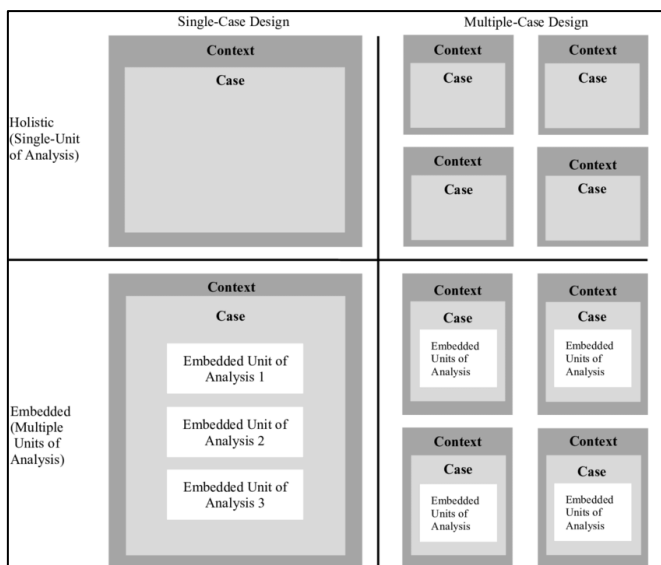 Single-Case Design
Multiple-Case Design
Holistic
(Single-Unit
of Analysis)
Context
Case
Context
Case
Context
Case
Context
Case
Context
Case
Embedded
(Multiple
Units of
Analysis)
Context
Case
Embedded Unit of
Analysis 1
Embedded Unit of
Analysis 2
Embedded Unit of
Analysis 3
Context
Case
Embedded
Units of
Analysis
Context
Case
Embedded
Units of
Analysis
Context
Case
Embedded
Units of
Analysis
Context
Case
Embedded
Units of
Analysis